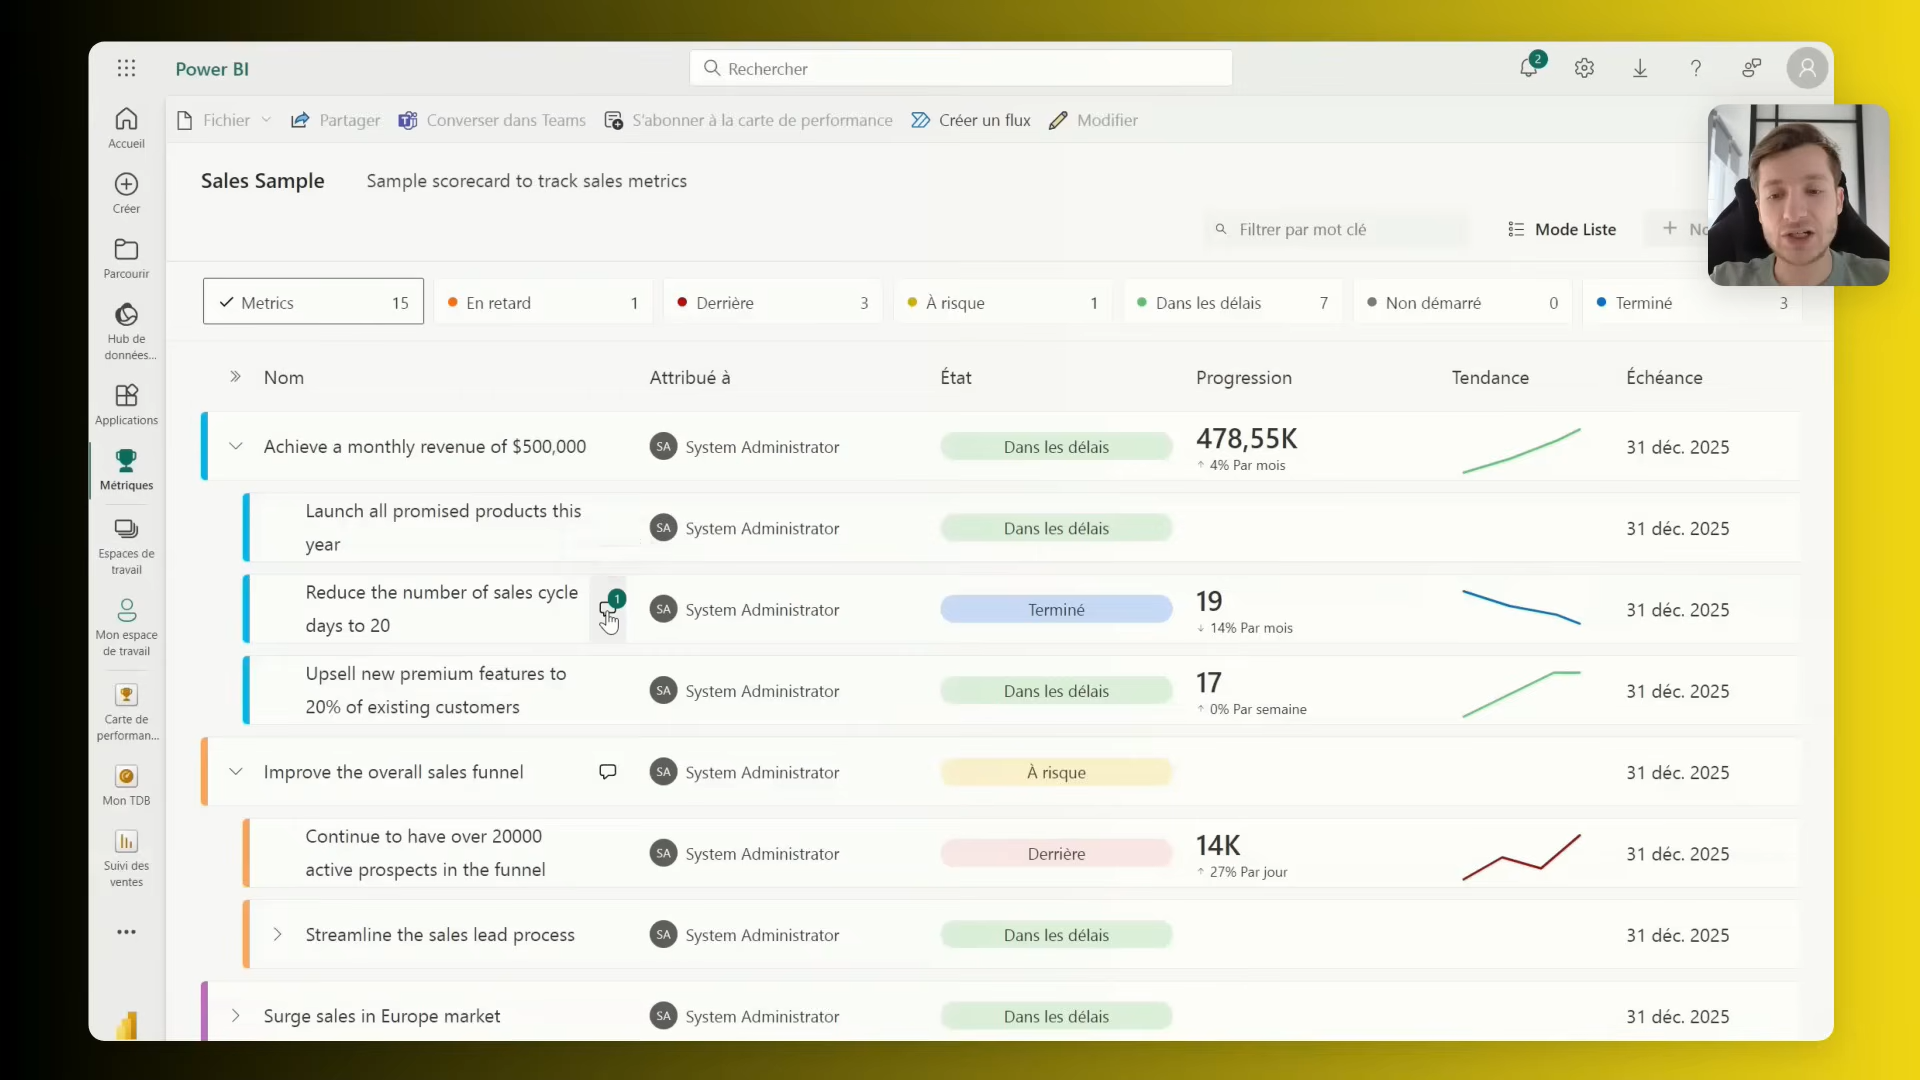 Power BI
Rechercher
2
Fichier
Partager
Converser dans Teams
S'abonner à la carte de performance
Créer un flux
Modifier
Accueil
Créer
Parcourir
Hub de
données...
Applications
Métriques
Espaces de
travail
Mon espace
de travail
Carte de
performan...
Mon TDB
Suivi des
ventes
Sales Sample
Sample scorecard to track sales metrics
Filtrer par mot clé
Mode Liste
Metrics 15
En retard 1
Derrière 3
À risque 1
Dans les délais 7
Non démarré 0
Terminé 3
Nom Attribué à État Progression Tendance Échéance
Achieve a monthly revenue of $500,000
SA System Administrator
Dans les délais
478,55K
↑ 4% Par mois
31 déc. 2025
Launch all promised products this
year
SA System Administrator
Dans les délais
31 déc. 2025
Reduce the number of sales cycle
days to 20
1
SA System Administrator
Terminé
19
↓ 14% Par mois
31 déc. 2025
Upsell new premium features to
20% of existing customers
SA System Administrator
Dans les délais
17
↑ 0% Par semaine
31 déc. 2025
Improve the overall sales funnel
SA System Administrator
À risque
31 déc. 2025
Continue to have over 20000
active prospects in the funnel
SA System Administrator
Derrière
14K
↑ 27% Par jour
31 déc. 2025
Streamline the sales lead process
SA System Administrator
Dans les délais
31 déc. 2025
Surge sales in Europe market
SA System Administrator
Dans les délais
31 déc. 2025